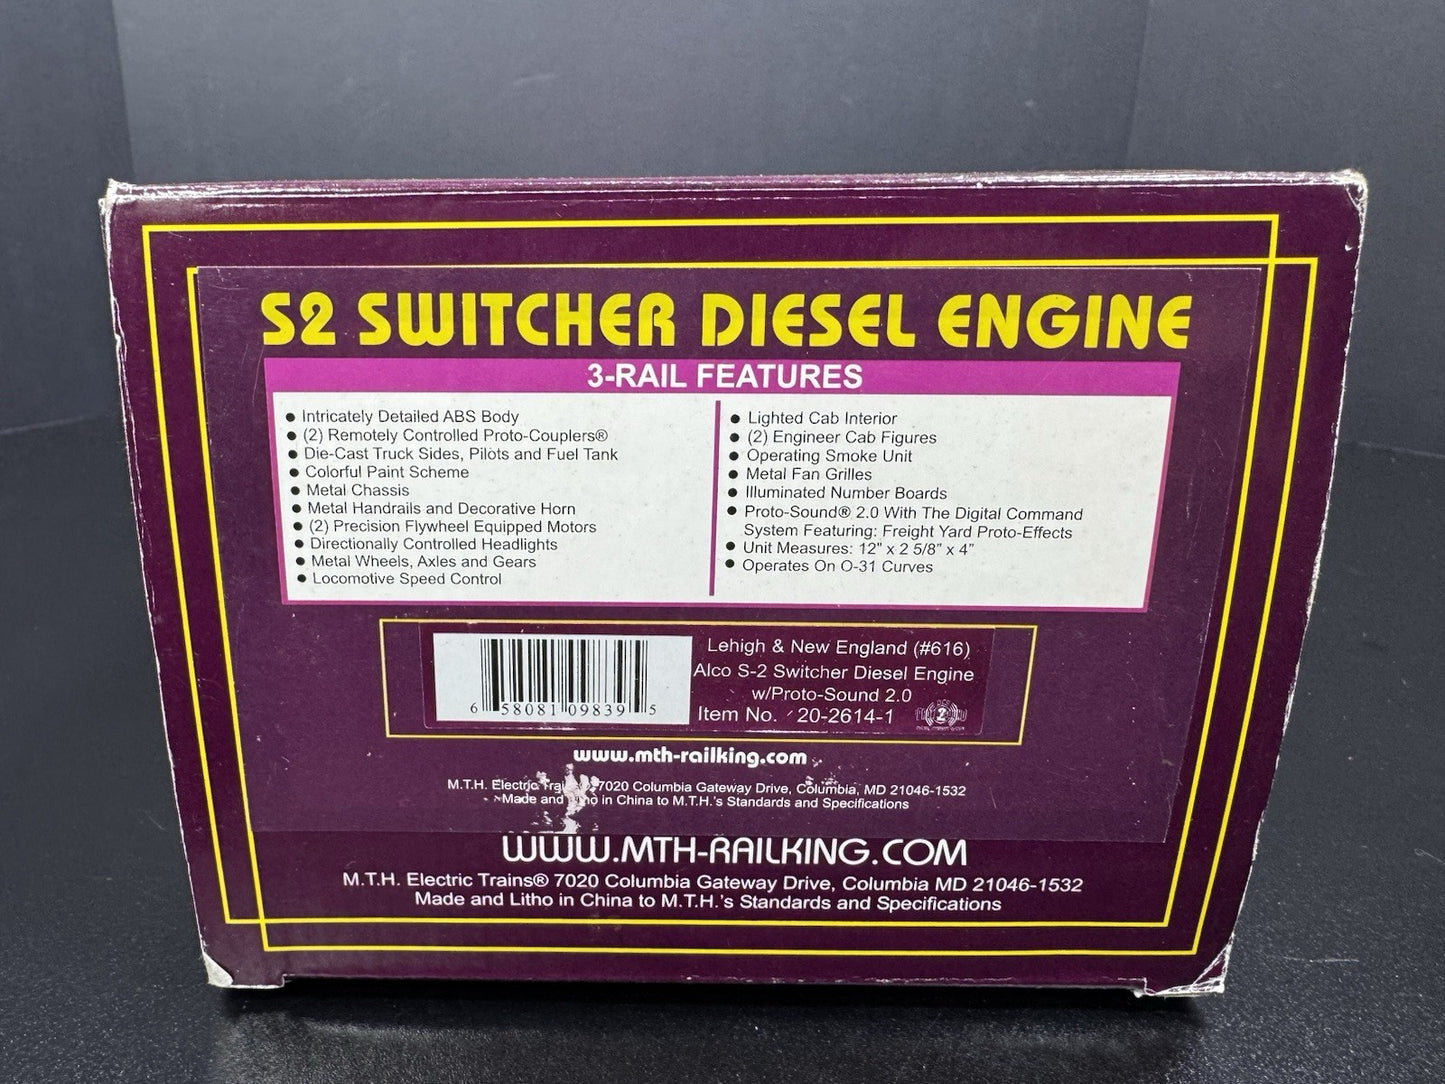 S2 SWITCHER DIESEL ENGINE
3-RAIL FEATURES
● Intricately Detailed ABS Body
● (2) Remotely Controlled Proto-Couplers®
● Die-Cast Truck Sides, Pilots and Fuel Tank
● Colorful Paint Scheme
● Metal Chassis
● Metal Handrails and Decorative Horn
● (2) Precision Flywheel Equipped Motors
● Directionally Controlled Headlights
● Metal Wheels, Axles and Gears
● Locomotive Speed Control
● Lighted Cab Interior
● (2) Engineer Cab Figures
● Operating Smoke Unit
● Metal Fan Grilles
● Illuminated Number Boards
● Proto-Sound® 2.0 With The Digital Command
System Featuring: Freight Yard Proto-Effects
● Unit Measures: 12" x 2 5/8" x 4"
● Operates On O-31 Curves
6 58081 09839 5
Lehigh & New England (#616)
Alco S-2 Switcher Diesel Engine
w/Proto-Sound 2.0
Item No. 20-2614-1
2
www.mth-railking.com
M.T.H. Electric 7020 Columbia Gateway Drive, Columbia, MD 21046-1532
Made and in China to M.T.H.'s Standards and Specifications
WWW.MTH-RAILKING.COM
M.T.H. Electric Trains® 7020 Columbia Gateway Drive, Columbia MD 21046-1532
Made and Litho in China to M.T.H.'s Standards and Specifications